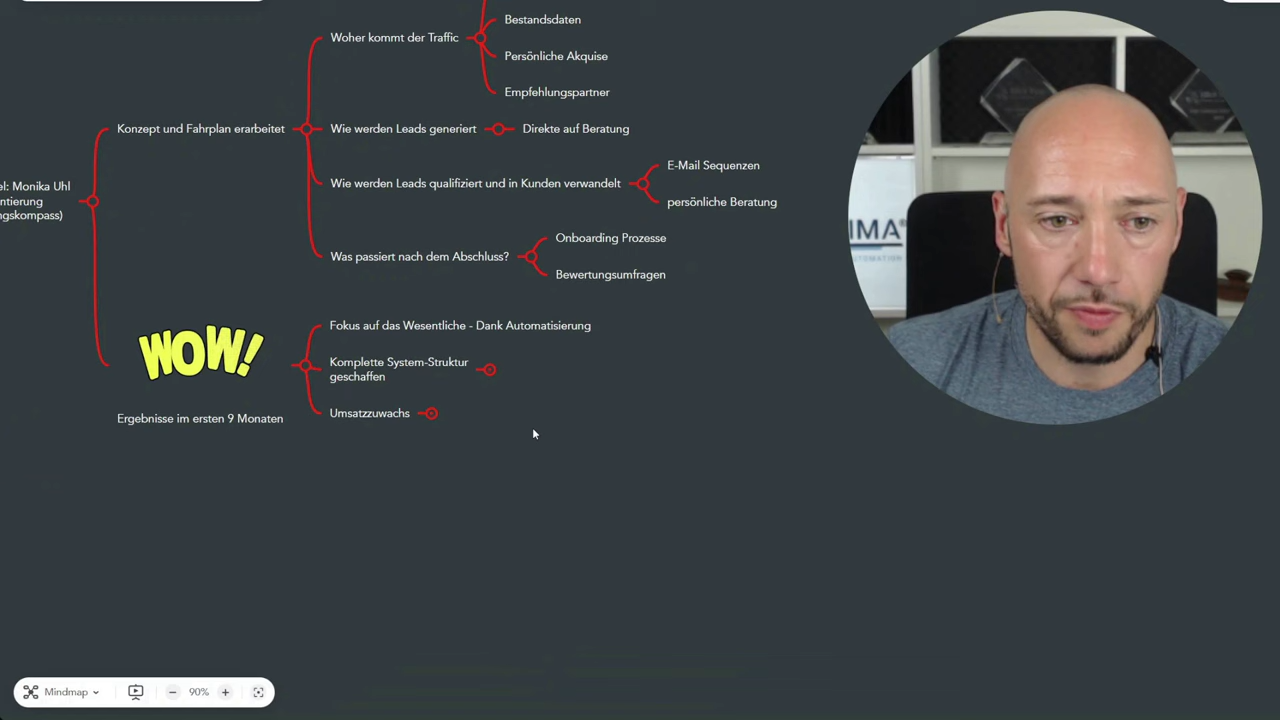 Bestandsdaten
Woher kommt der Traffic
Persönliche Akquise
Empfehlungspartner
Konzept und Fahrplan erarbeitet
Wie werden Leads generiert
Direkte auf Beratung
E-Mail Sequenzen
Wie werden Leads qualifiziert und in Kunden verwandelt
persönliche Beratung
el: Monika Uhl
ntierung
ngskompass)
Onboarding Prozesse
Was passiert nach dem Abschluss?
Bewertungsumfragen
WOW!
Fokus auf das Wesentliche - Dank Automatisierung
Komplette System-Struktur
geschaffen
Umsatzzuwachs
Ergebnisse im ersten 9 Monaten
IMA®
UTOMATION
Mindmap
90%